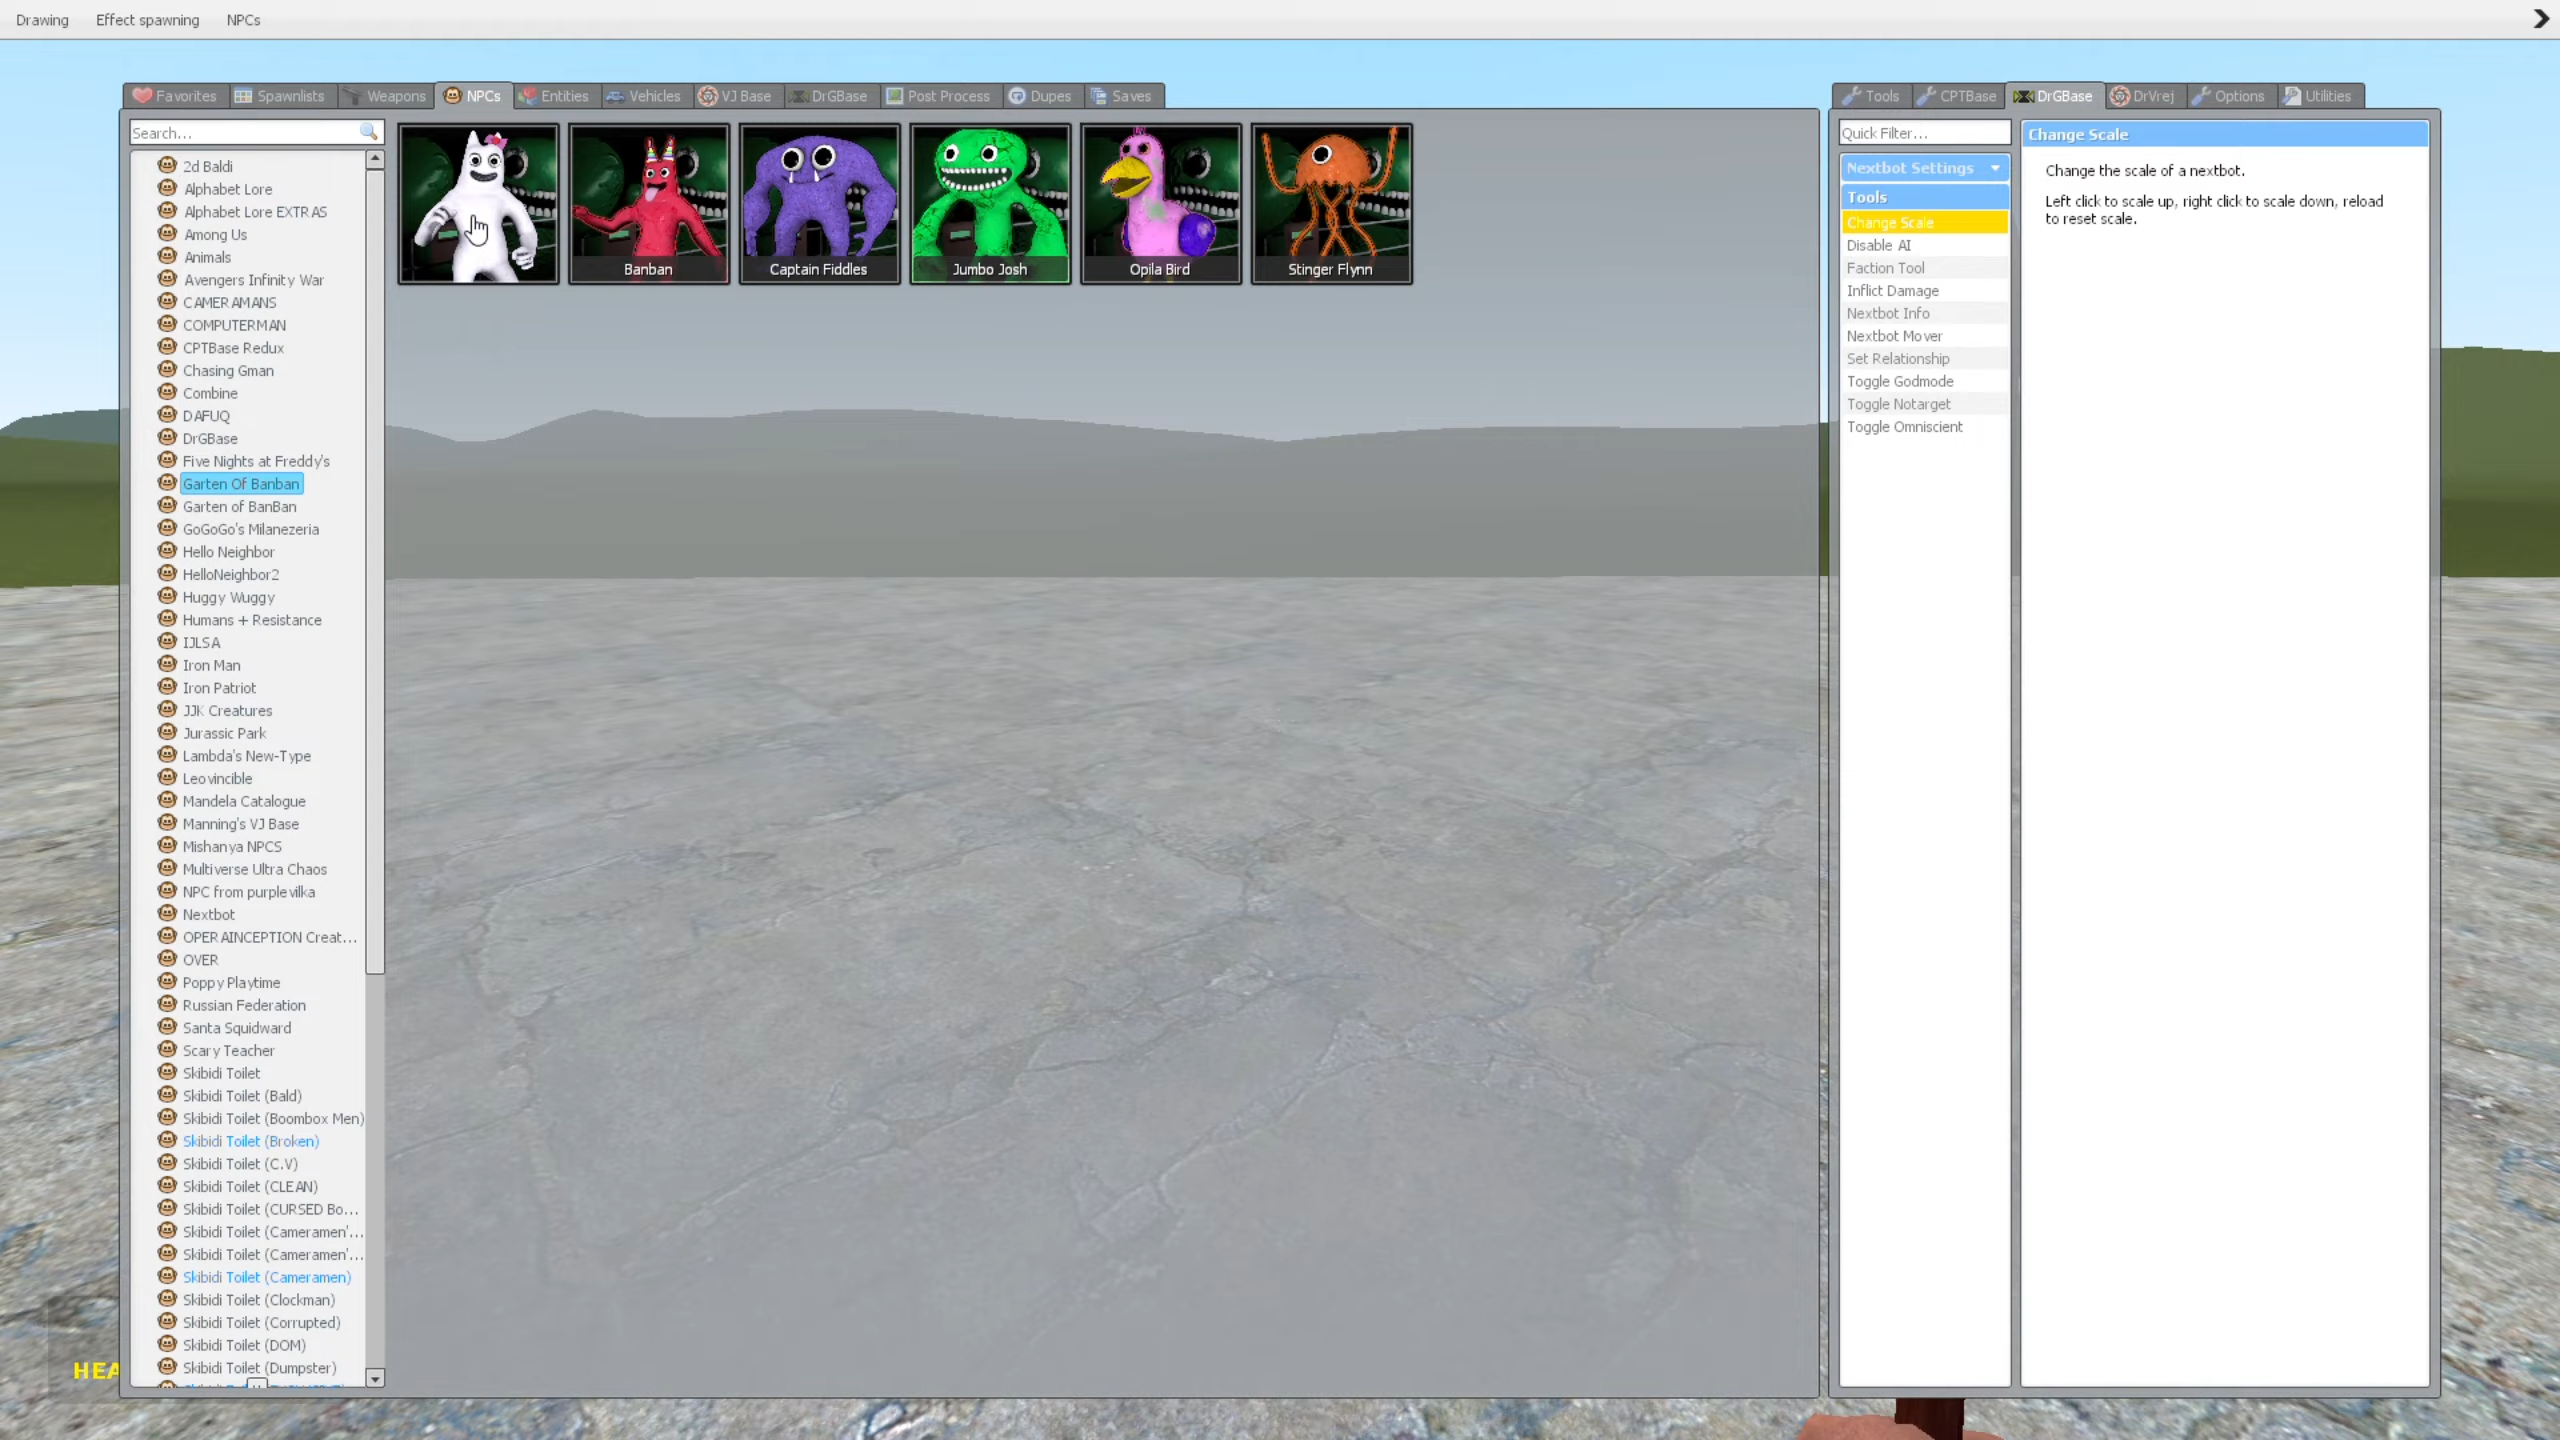 Drawing Effect spawning NPCs
Favorites Spawnlists Weapons NPCs Entities Vehicles VJ Base DrGBase Post Process Dupes Saves
Search...
2d Baldi
Alphabet Lore
Alphabet Lore EXTRAS
Among Us
Animals
Avengers Infinity War
CAMERAMANS
COMPUTERMAN
CPTBase Redux
Chasing Gman
Combine
DAFUQ
DrGBase
Five Nights at Freddy's
Garten Of Banban
Garten of BanBan
GoGoGo's Milanezeria
Hello Neighbor
HelloNeighbor2
Huggy Wuggy
Humans + Resistance
IJLSA
Iron Man
Iron Patriot
JJK Creatures
Jurassic Park
Lambda's New-Type
Leovincible
Mandela Catalogue
Manning's VJ Base
Mishanya NPCS
Multiverse Ultra Chaos
NPC from purplevilka
Nextbot
OPERAINCEPTION Creat...
OVER
Poppy Playtime
Russian Federation
Santa Squidward
Scary Teacher
Skibidi Toilet
Skibidi Toilet (Bald)
Skibidi Toilet (Boombox Men)
Skibidi Toilet (Broken)
Skibidi Toilet (C.V)
Skibidi Toilet (CLEAN)
Skibidi Toilet (CURSED Bo...
Skibidi Toilet (Cameramen'...
Skibidi Toilet (Cameramen'...
Skibidi Toilet (Cameramen)
Skibidi Toilet (Clockman)
Skibidi Toilet (Corrupted)
Skibidi Toilet (DOM)
Skibidi Toilet (Dumpster)
Banban
Captain Fiddles
Jumbo Josh
Opila Bird
Stinger Flynn
Tools CPTBase DrGBase DrVrej Options Utilities
Quick Filter...
Nextbot Settings
Tools
Change Scale
Disable AI
Faction Tool
Inflict Damage
Nextbot Info
Nextbot Mover
Set Relationship
Toggle Godmode
Toggle Notarget
Toggle Omniscient
Change Scale
Change the scale of a nextbot.
Left click to scale up, right click to scale down, reload
to reset scale.
HEA